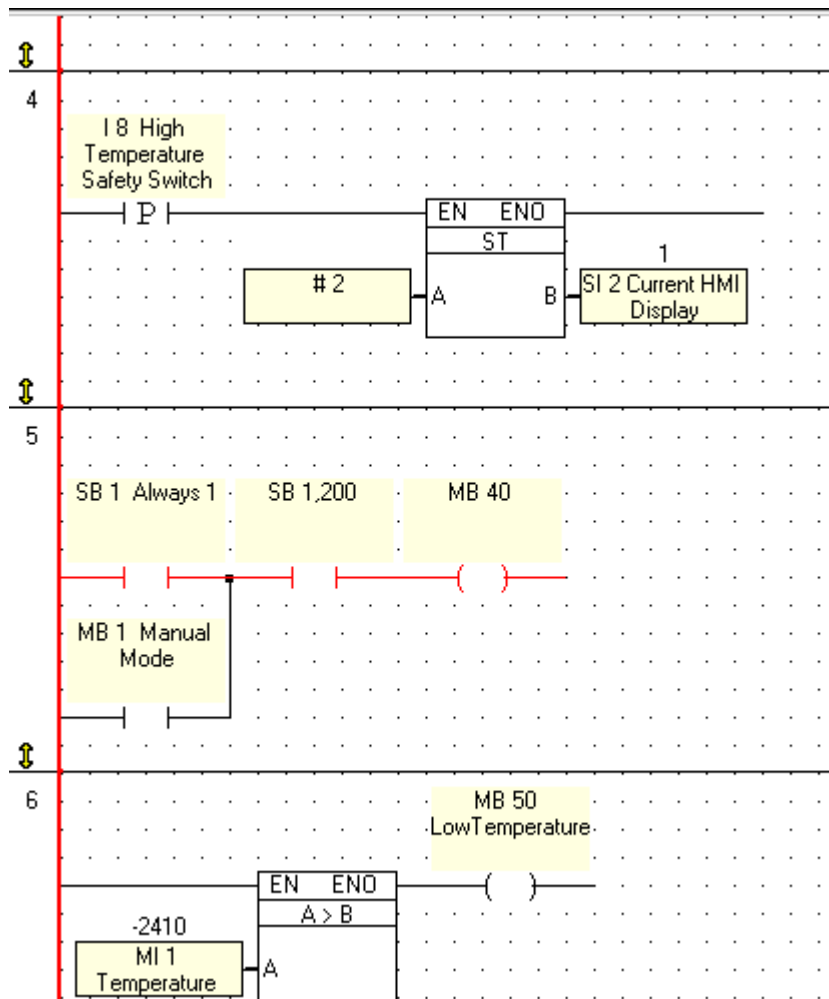 4
I 8 High
Temperature
Safety Switch
P
EN ENO
ST
# 2
A
B
1
SI 2 Current HMI
Display
5
SB 1 Always 1
SB 1,200
MB 40
MB 1 Manual
Mode
6
MB 50
LowTemperature
EN ENO
A > B
-2410
MI 1
Temperature
A